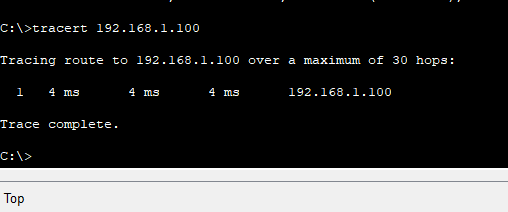 C:\>tracert 192.168.1.100
Tracing route to 192.168.1.100 over a maximum of 30 hops:
1 4 ms 4 ms 4 ms 192.168.1.100
Trace complete.
C:\>
Top